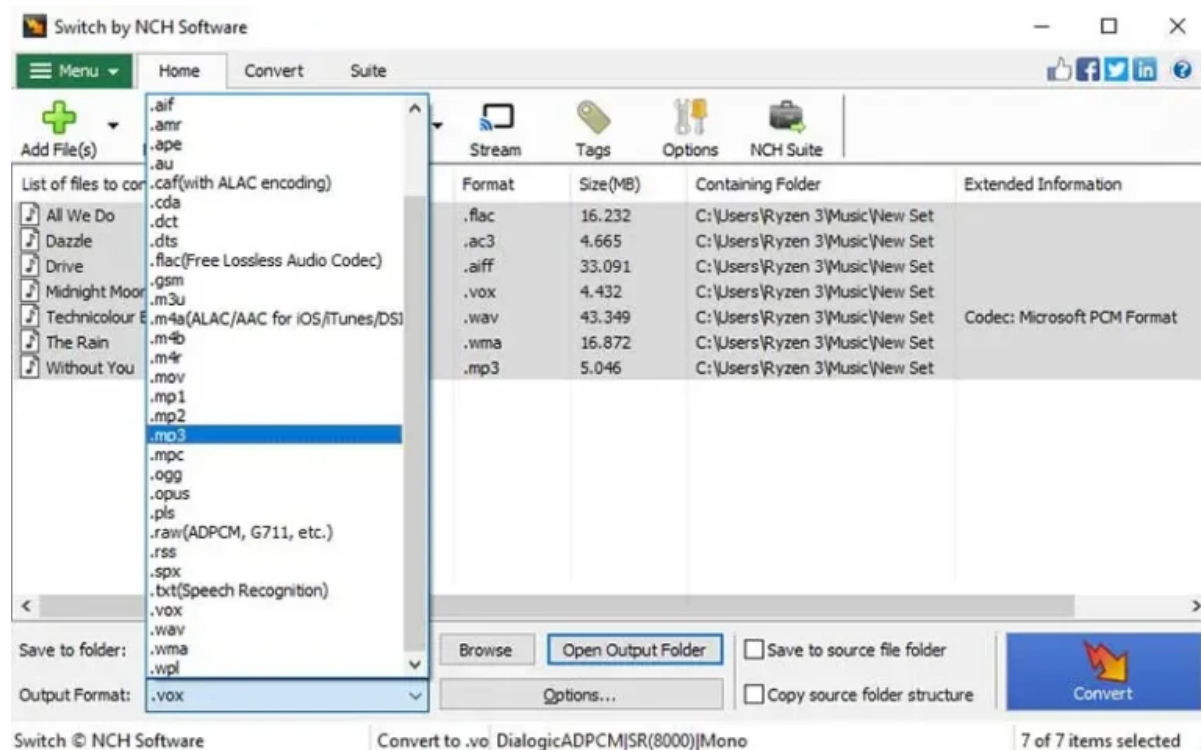 Switch by NCH Software
Menu Home Convert Suite
Add File(s) Stream Tags Options NCH Suite
List of files to cor Format Size(MB) Containing Folder Extended Information
All We Do .flac 16.232 C:\Users\Ryzen 3\Music\New Set
Dazzle .ac3 4.665 C:\Users\Ryzen 3\Music\New Set
Drive .aiff 33.091 C:\Users\Ryzen 3\Music\New Set
Midnight Moor .vox 4.432 C:\Users\Ryzen 3\Music\New Set
Technicolour .wav 43.349 C:\Users\Ryzen 3\Music\New Set Codec: Microsoft PCM Format
The Rain .wma 16.872 C:\Users\Ryzen 3\Music\New Set
Without You .mp3 5.046 C:\Users\Ryzen 3\Music\New Set
.aif
.amr
.ape
.au
.caf(with ALAC encoding)
.cda
.dct
.dts
.flac(Free Lossless Audio Codec)
.gsm
.m3u
.m4a(ALAC/AAC for iOS/iTunes/DSI
.m4b
.m4r
.mov
.mp1
.mp2
.mp3
.mpc
.ogg
.opus
.pls
.raw(ADPCM, G711, etc.)
.rss
.spx
.txt(Speech Recognition)
.vox
.wav
.wma
.wpl
Save to folder: Browse Open Output Folder Save to source file folder
Output Format: .vox Options... Copy source folder structure Convert
Switch © NCH Software Convert to .vo DialogicADPCM|SR(8000)|Mono 7 of 7 items selected